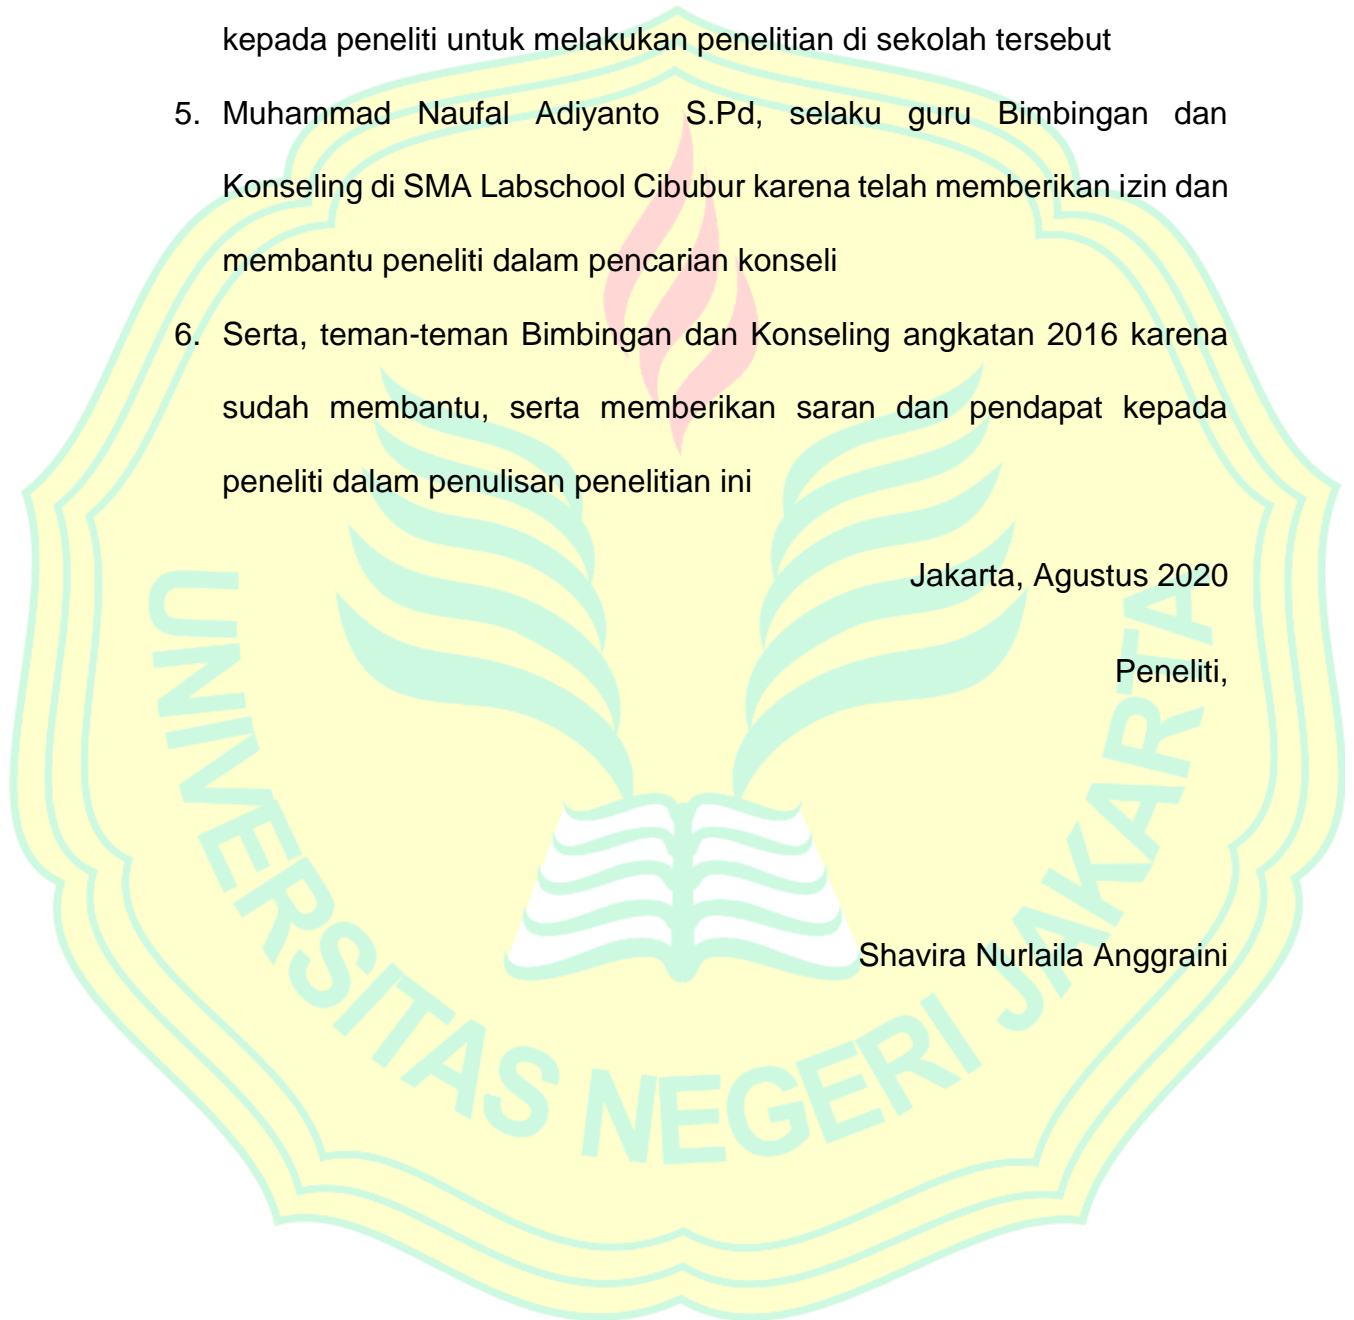 kepada peneliti untuk melakukan penelitian di sekolah tersebut
5. Muhammad Naufal Adiyanto S.Pd, selaku guru Bimbingan dan
Konseling di SMA Labschool Cibubur karena telah memberikan izin dan
membantu peneliti dalam pencarian konseli
6. Serta, teman-teman Bimbingan dan Konseling angkatan 2016 karena
sudah membantu, serta memberikan saran dan pendapat kepada
peneliti dalam penulisan penelitian ini
Jakarta, Agustus 2020
Peneliti,
Shavira Nurlaila Anggraini
UNIVERSITAS NEGERI JAKARTA